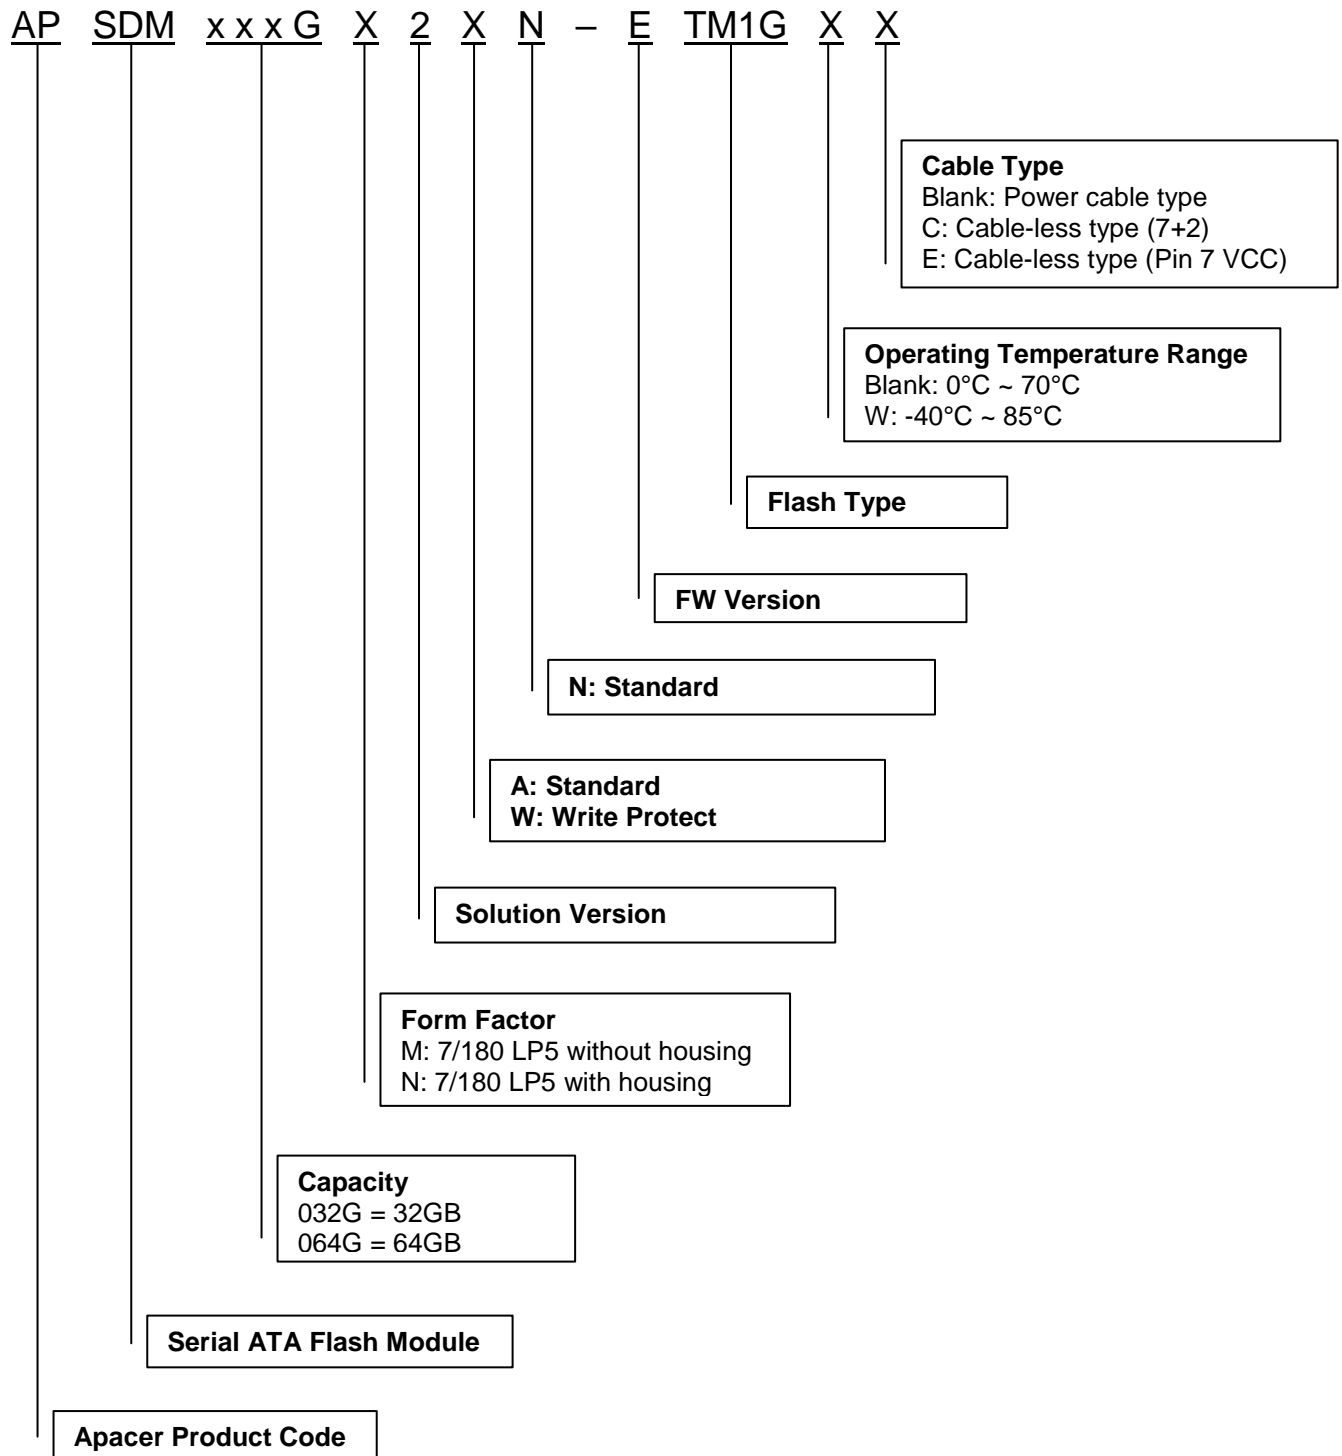 AP SDM x x x G X 2 X N – E TM1G X X
Cable Type
Blank: Power cable type
C: Cable-less type (7+2)
E: Cable-less type (Pin 7 VCC)
Operating Temperature Range
Blank: 0°C ~ 70°C
W: -40°C ~ 85°C
Flash Type
FW Version
N: Standard
A: Standard
W: Write Protect
Solution Version
Form Factor
M: 7/180 LP5 without housing
N: 7/180 LP5 with housing
Capacity
032G = 32GB
064G = 64GB
Serial ATA Flash Module
Apacer Product Code